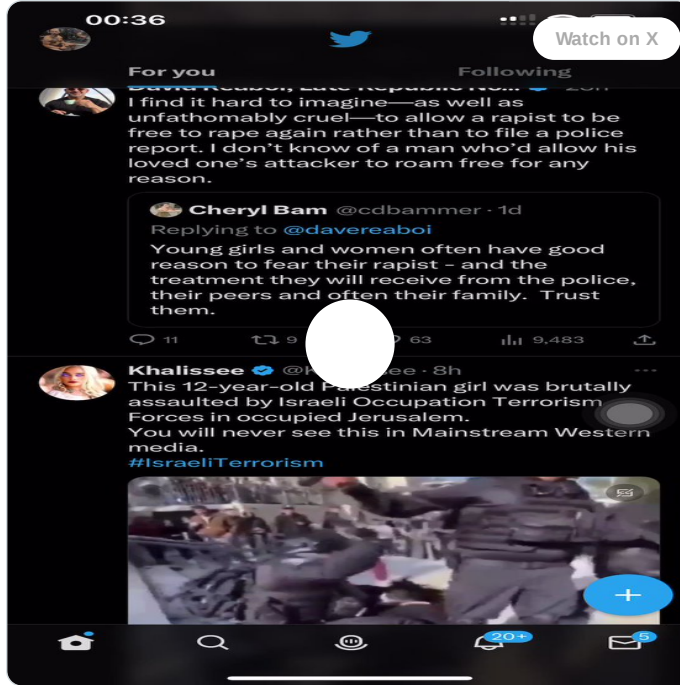 00:36
Watch on X
For you
Following
I find it hard to imagine—as well as
unfathomably cruel—to allow a rapist to be
free to rape again rather than to file a police
report. I don't know of a man who'd allow his
loved one's attacker to roam free for any
reason.
Cheryl Bam @cdbammer · 1d
Replying to @davereaboi
Young girls and women often have good
reason to fear their rapist - and the
treatment they will receive from the police,
their peers and often their family. Trust
them.
11 9 63 9,483
Khalissee · 8h
This 12-year-old Palestinian girl was brutally
assaulted by Israeli Occupation Terrorism
Forces in occupied Jerusalem.
You will never see this in Mainstream Western
media.
#IsraeliTerrorism
20+ 5